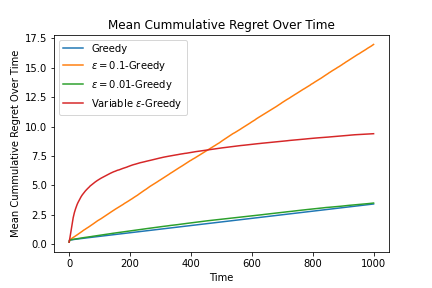 Mean Cummulative Regret Over Time
Greedy
ε = 0.1-Greedy
ε = 0.01-Greedy
Variable ε-Greedy
Mean Cummulative Regret Over Time
17.5
15.0
12.5
10.0
7.5
5.0
2.5
0.0
0 200 400 600 800 1000
Time